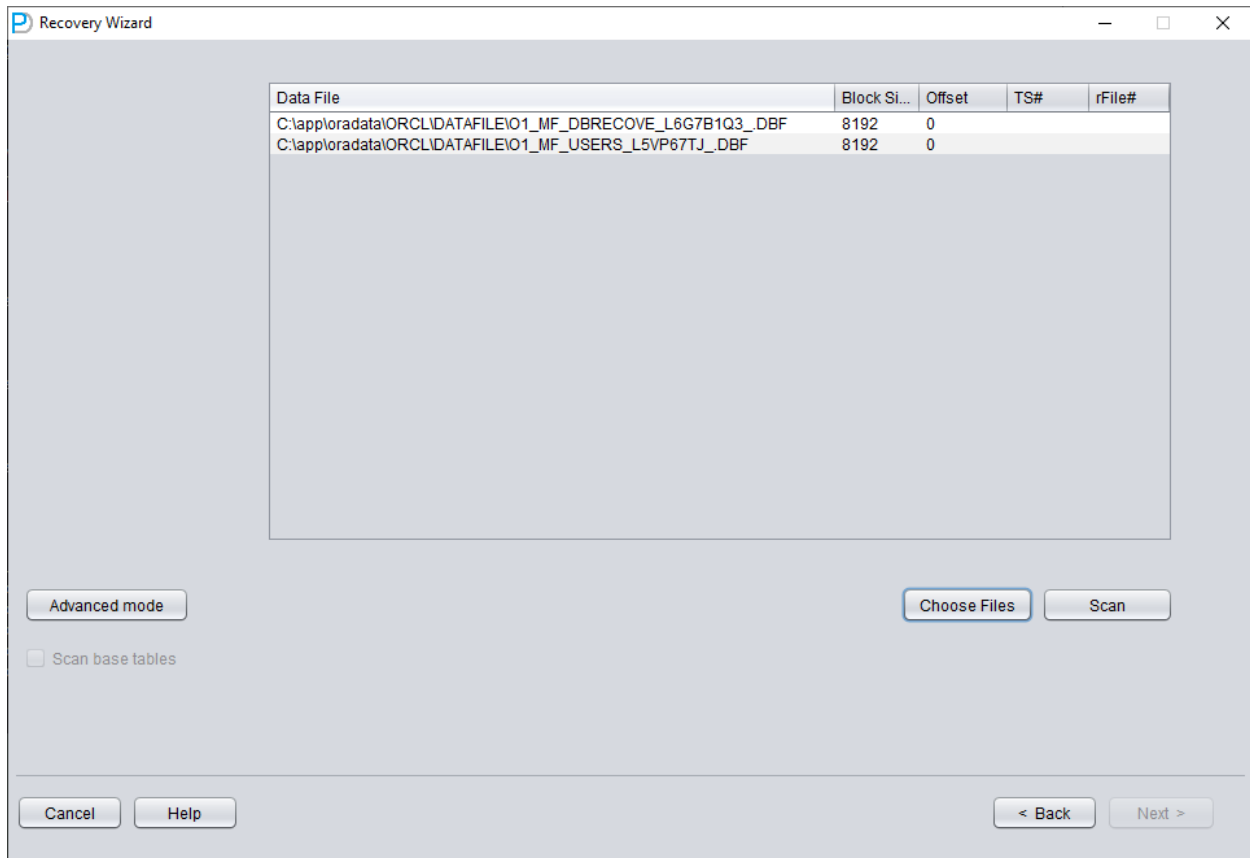 Recovery Wizard
Data File Block Si... Offset TS# rFile#
C:\app\oradata\ORCL\DATAFILE\O1_MF_DBRECOVE_L6G7B1Q3_.DBF 8192 0
C:\app\oradata\ORCL\DATAFILE\O1_MF_USERS_L5VP67TJ_.DBF 8192 0
Advanced mode Choose Files Scan
Scan base tables
Cancel Help < Back Next >